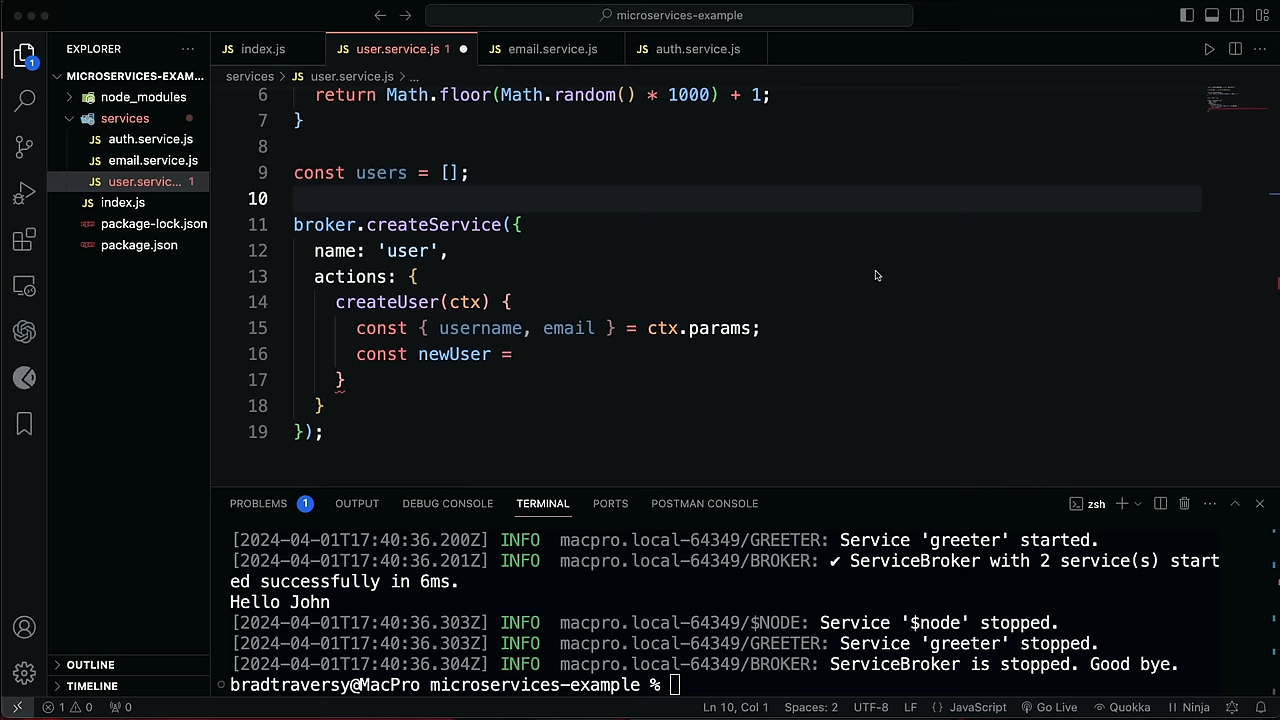 microservices-example
EXPLORER
index.js
user.service.js 1
email.service.js
auth.service.js
MICROSERVICES-EXAM...
services
user.service.js
...
node_modules
services
auth.service.js
email.service.js
user.servic... 1
index.js
package-lock.json
package.json
6 return Math.floor(Math.random() * 1000) + 1;
7 }
8
9 const users = [];
10
11 broker.createService({
12 name: 'user',
13 actions: {
14 createUser(ctx) {
15 const { username, email } = ctx.params;
16 const newUser =
17 }
18 }
19 });
PROBLEMS 1 OUTPUT DEBUG CONSOLE TERMINAL PORTS POSTMAN CONSOLE zsh
[2024-04-01T17:40:36.200Z] INFO macpro.local-64349/GREETER: Service 'greeter' started.
[2024-04-01T17:40:36.201Z] INFO macpro.local-64349/BROKER: ✔ ServiceBroker with 2 service(s) start
ed successfully in 6ms.
Hello John
[2024-04-01T17:40:36.303Z] INFO macpro.local-64349/$NODE: Service '$node' stopped.
[2024-04-01T17:40:36.303Z] INFO macpro.local-64349/GREETER: Service 'greeter' stopped.
[2024-04-01T17:40:36.304Z] INFO macpro.local-64349/BROKER: ServiceBroker is stopped. Good bye.
bradtraversy@MacPro microservices-example %
OUTLINE
TIMELINE
1 0 0 Ln 10, Col 1 Spaces: 2 UTF-8 LF {} JavaScript Go Live Quokka Ninja